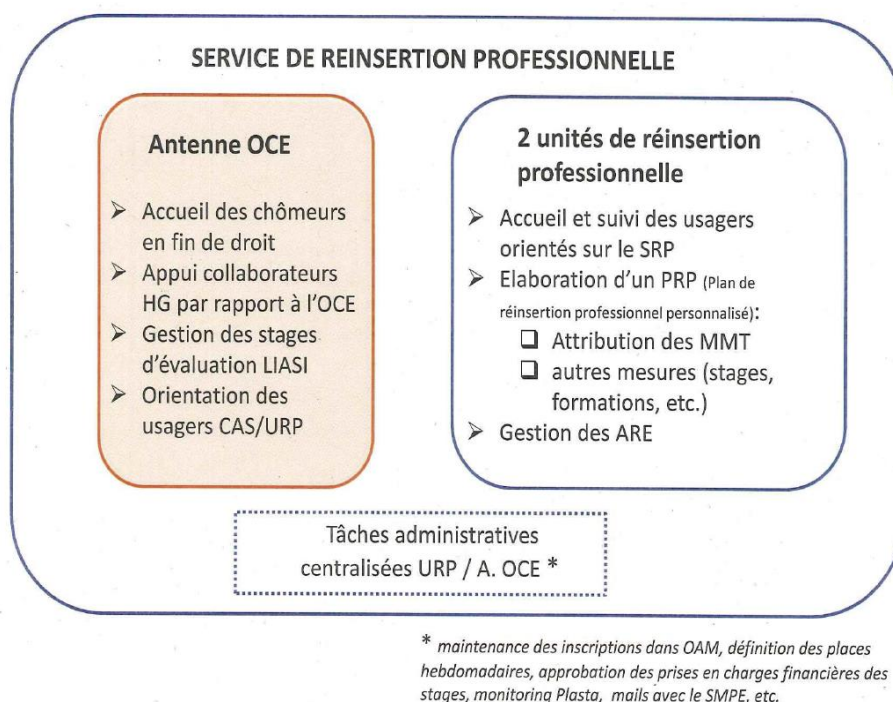 SERVICE DE REINSERTION PROFESSIONNELLE
Antenne OCE
➢ Accueil des chômeurs
en fin de droit
➢ Appui collaborateurs
HG par rapport à l'OCE
➢ Gestion des stages
d'évaluation LIASI
➢ Orientation des
usagers CAS/URP
2 unités de réinsertion
professionnelle
➢ Accueil et suivi des usagers
orientés sur le SRP
➢ Elaboration d'un PRP (Plan de
réinsertion professionnel personnalisé):
❑ Attribution des MMT
❑ autres mesures (stages,
formations, etc.)
➢ Gestion des ARE
Tâches administratives
centralisées URP / A. OCE *
* maintenance des inscriptions dans OAM, définition des places
hebdomadaires, approbation des prises en charges financières des
stages, monitoring Plasta, mails avec le SMPE, etc.